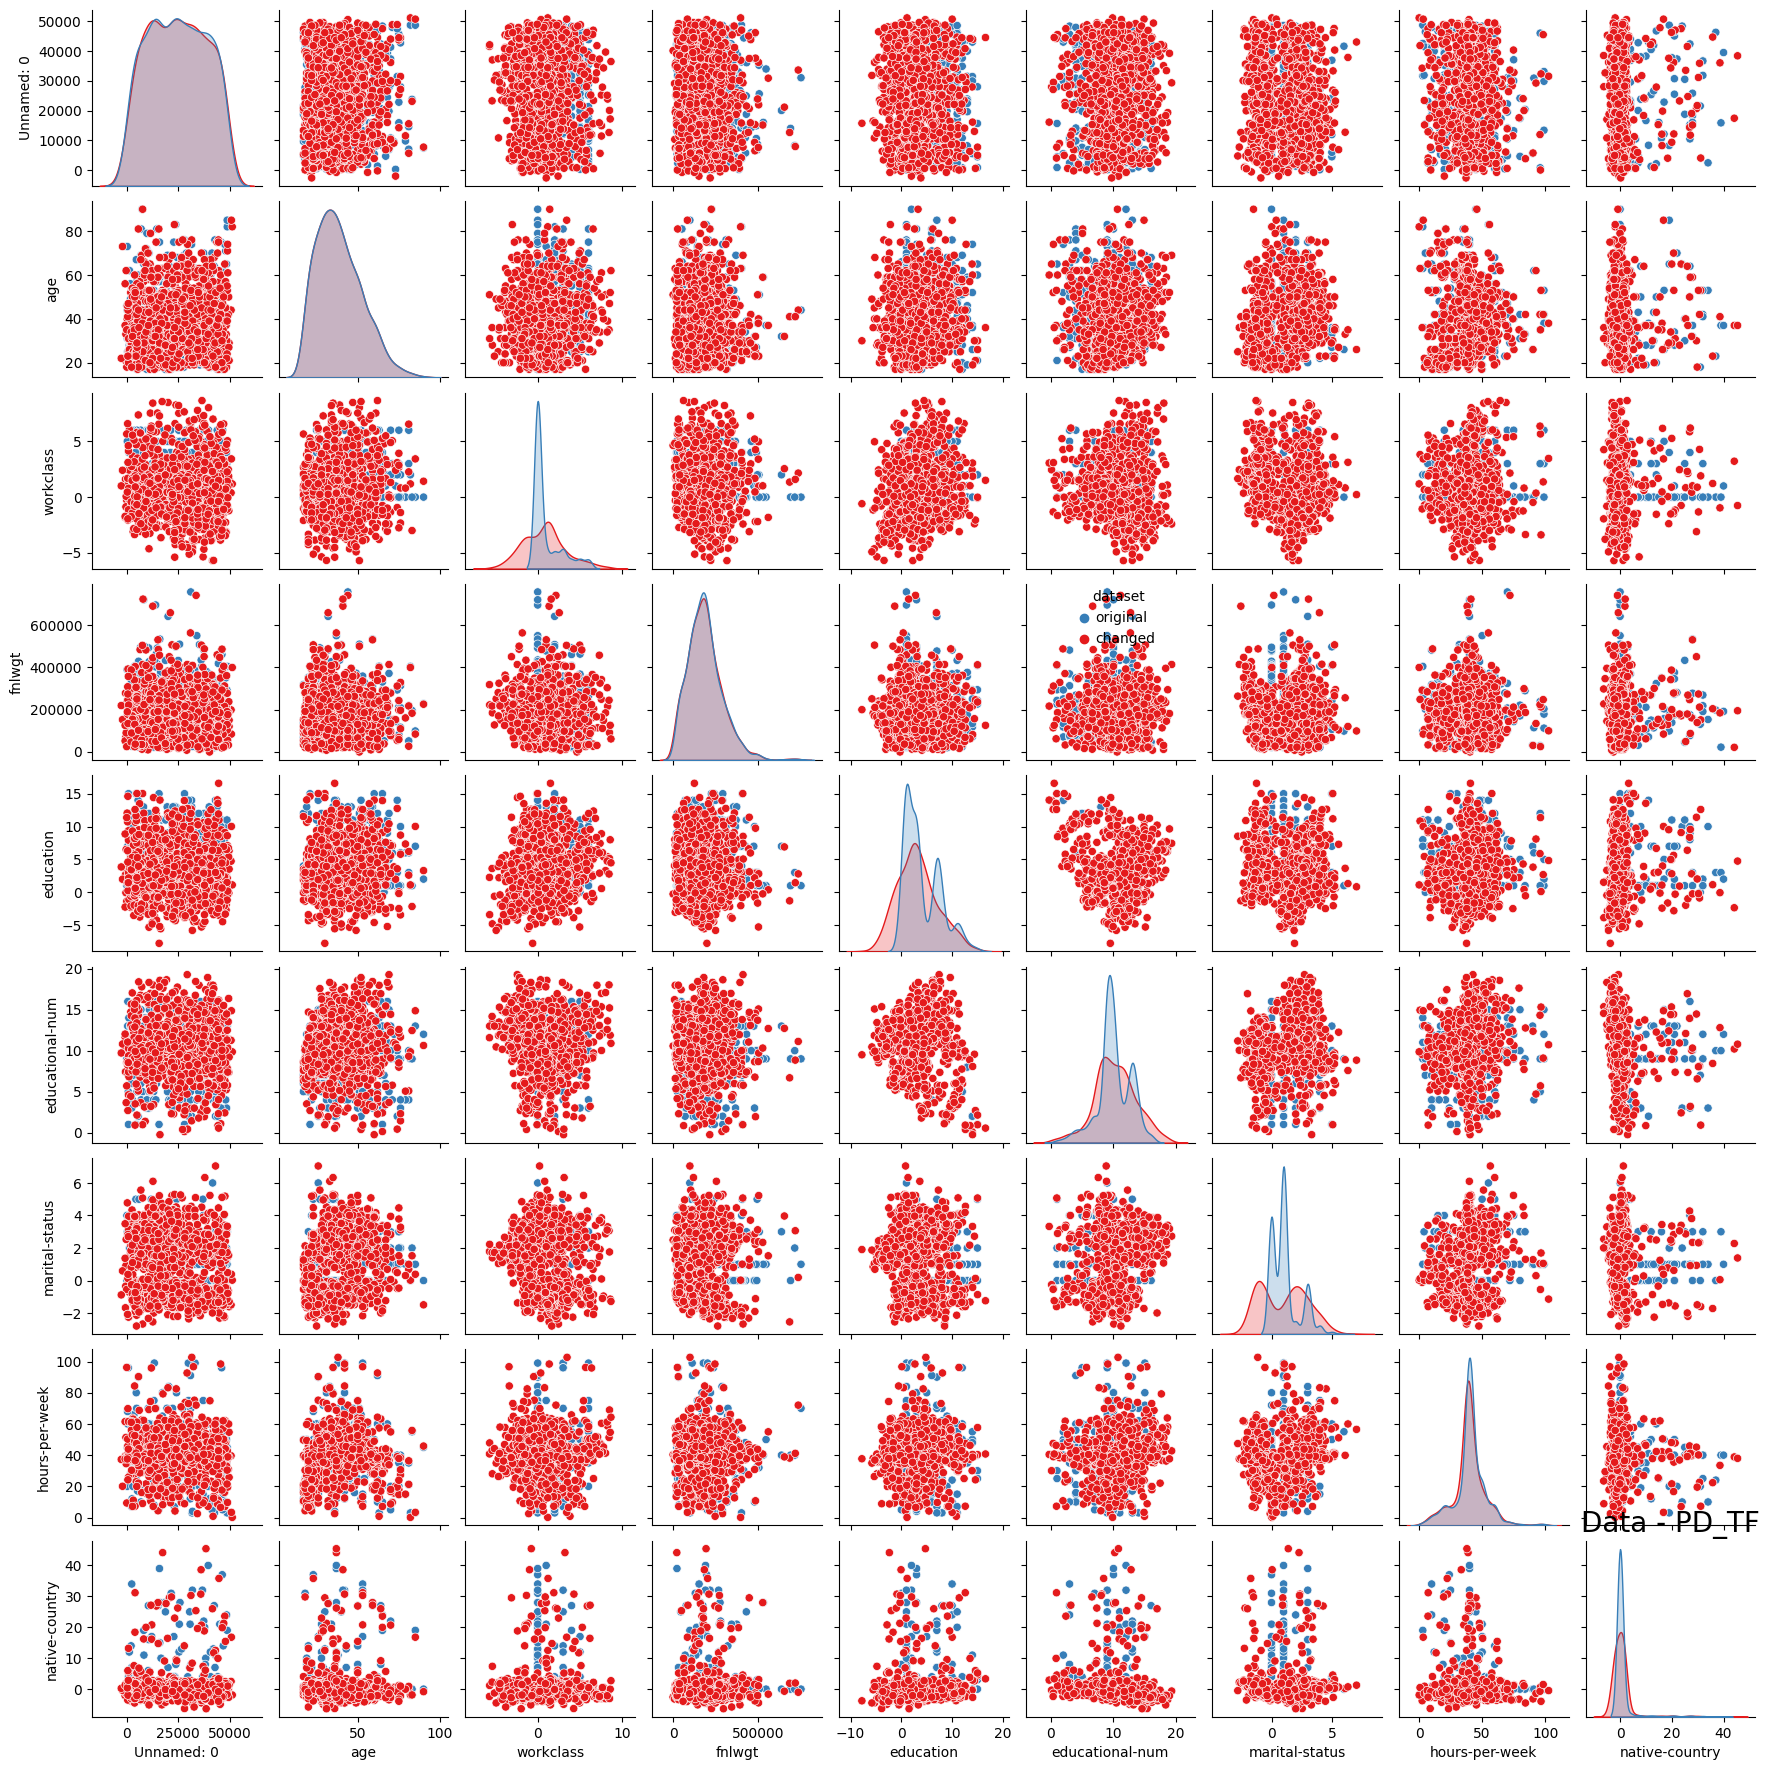 50000
40000
30000
20000
10000
0
Unnamed: 0
80
60
40
20
age
5
0
−5
workclass
600000
400000
200000
0
fnlwgt
dataset
original
changed
15
10
5
0
−5
education
20
15
10
5
0
educational-num
6
4
2
0
−2
marital-status
100
80
60
40
20
0
hours-per-week
Data - PD_TF
40
30
20
10
0
native-country
0 25000 50000
50 100
0 10
0 500000
−10 0 10 20
0 10 20
0 5
0 50 100
0 20 40
Unnamed: 0
age
workclass
fnlwgt
education
educational-num
marital-status
hours-per-week
native-country